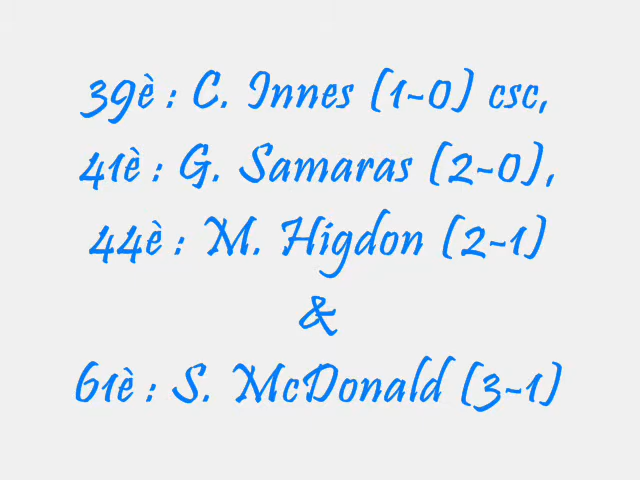 39è : C. Innes (1-0) csc,
41è : G. Samaras (2-0),
44è : M. Higdon (2-1)
&
61è : S. McDonald (3-1)